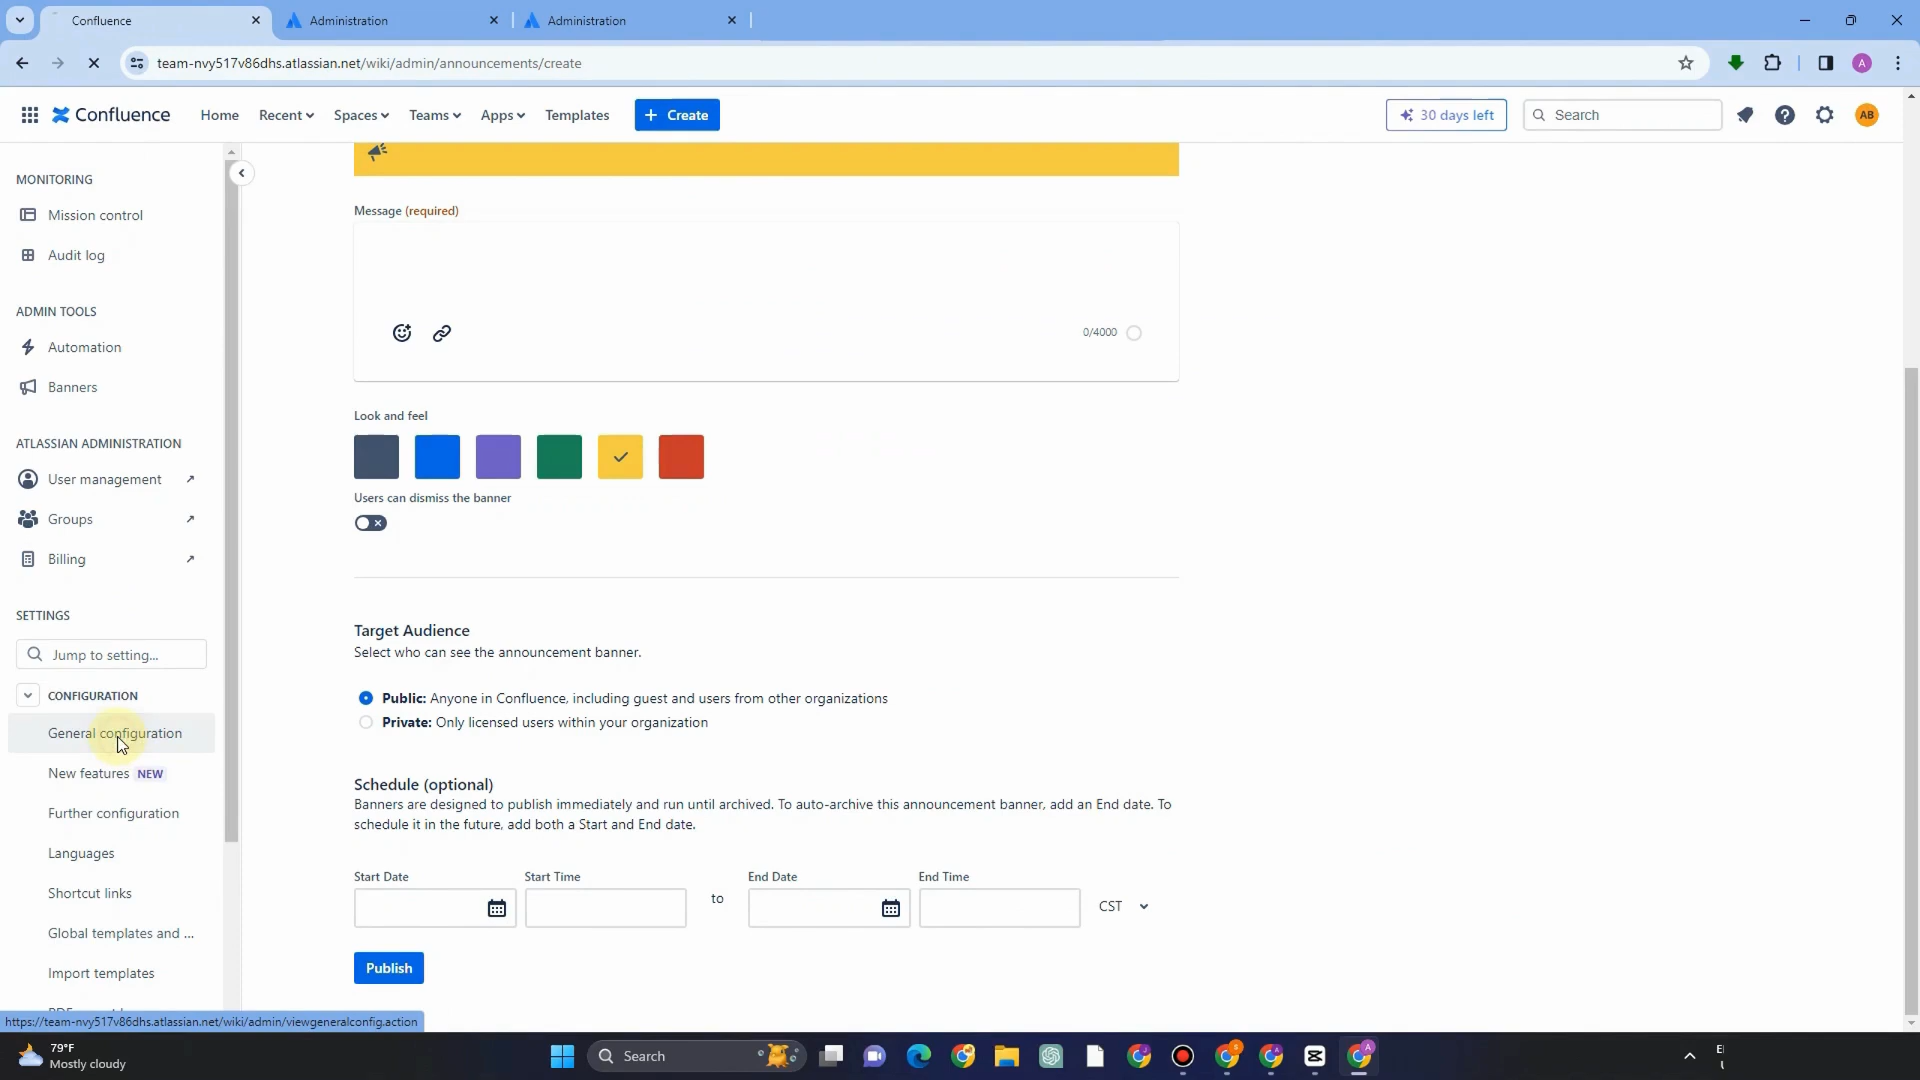 Confluence
Administration
Administration
team-nvy517v86dhs.atlassian.net/wiki/admin/announcements/create
A
Confluence
Home
Recent
Spaces
Teams
Apps
Templates
+ Create
30 days left
Search
AB
MONITORING
Mission control
Audit log
ADMIN TOOLS
Automation
Banners
ATLASSIAN ADMINISTRATION
User management
Groups
Billing
SETTINGS
Jump to setting...
CONFIGURATION
General configuration
New features NEW
Further configuration
Languages
Shortcut links
Global templates and ...
Import templates
https://team-nvy517v86dhs.atlassian.net/wiki/admin/viewgeneralconfig.action
Message (required)
0/4000
Look and feel
Users can dismiss the banner
Target Audience
Select who can see the announcement banner.
Public: Anyone in Confluence, including guest and users from other organizations
Private: Only licensed users within your organization
Schedule (optional)
Banners are designed to publish immediately and run until archived. To auto-archive this announcement banner, add an End date. To
schedule it in the future, add both a Start and End date.
Start Date
Start Time
to
End Date
End Time
CST
Publish
79°F
Mostly cloudy
Search